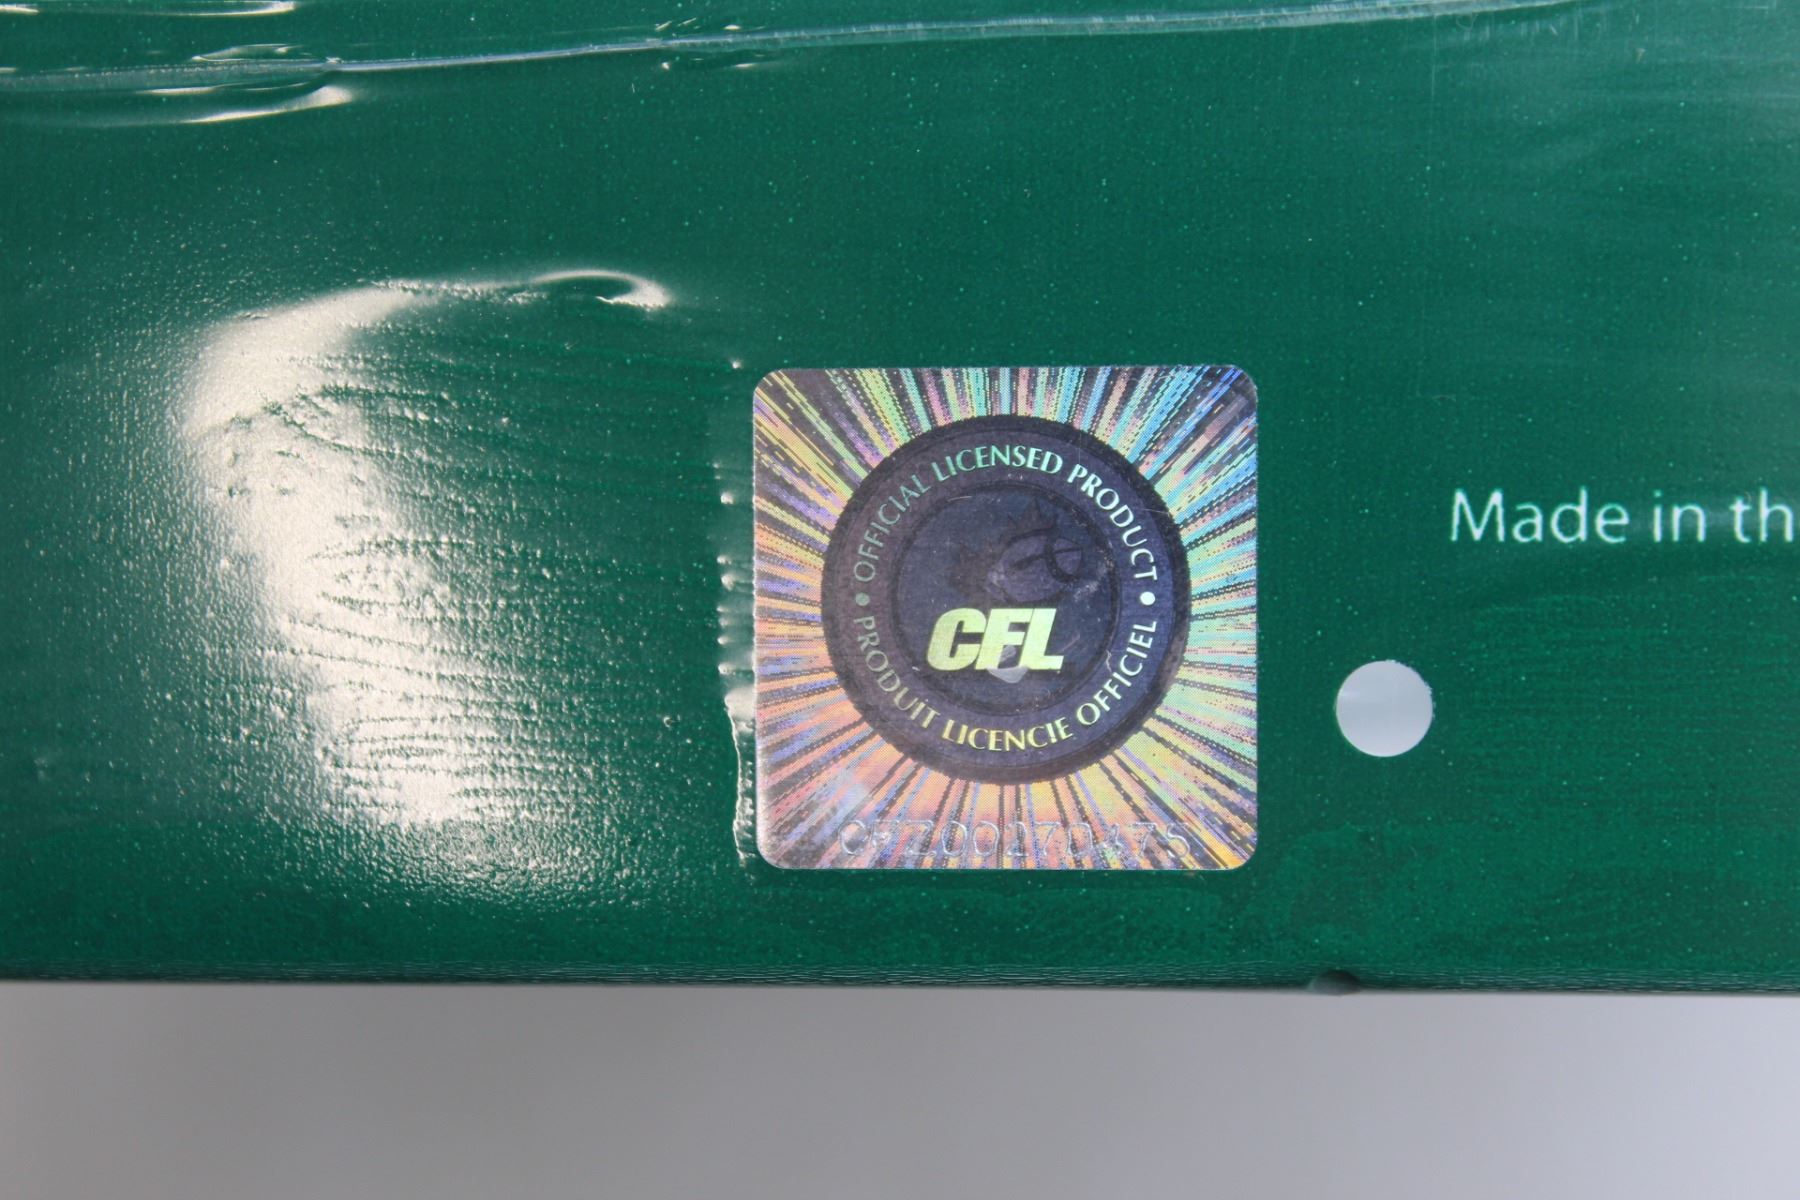 OFFICIAL LICENSED PRODUCT
CFL
PRODUIT LICENCIE OFFICIEL
Made in th